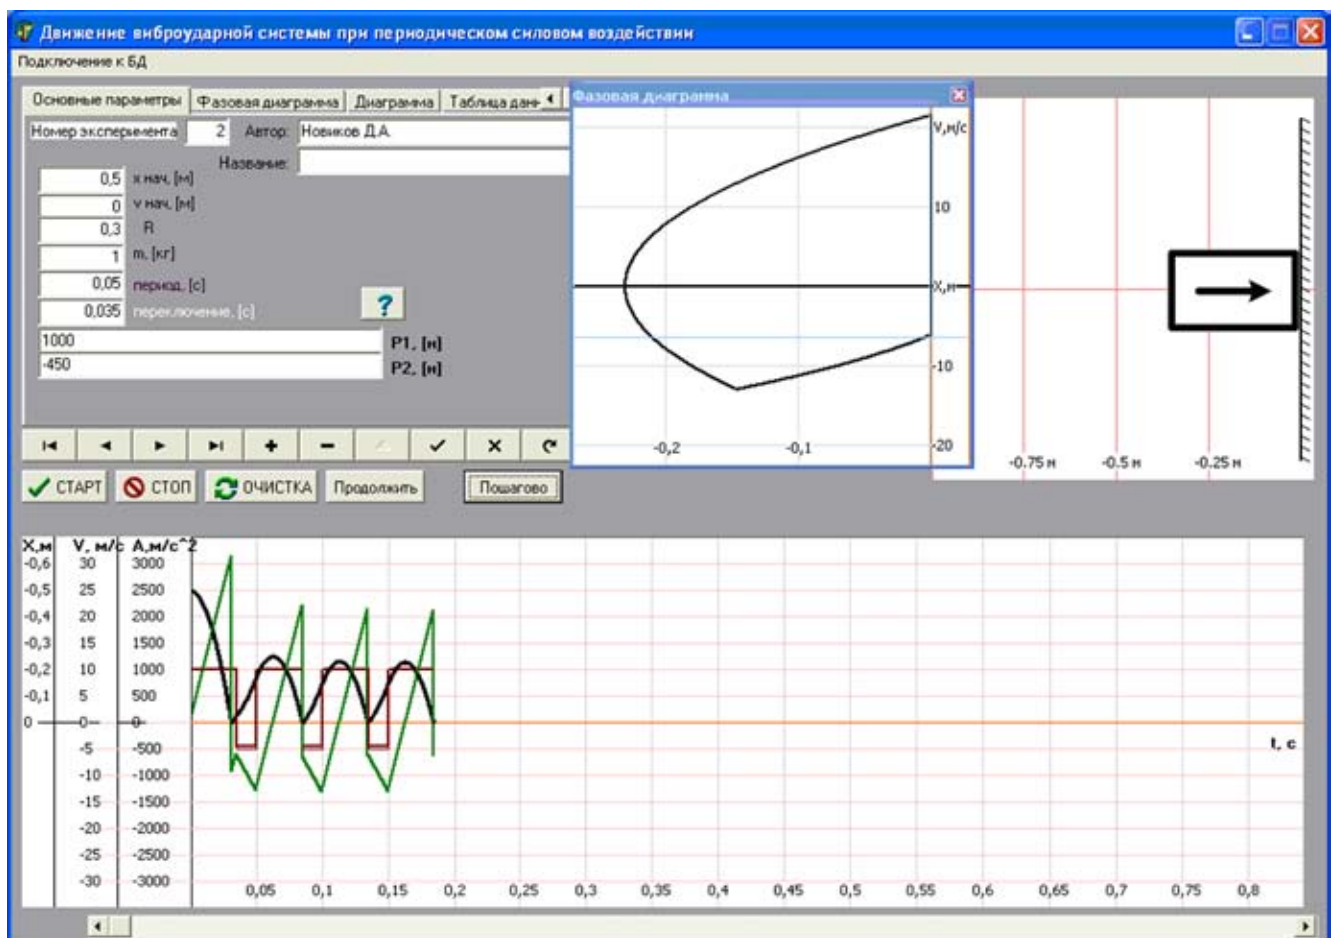 Движение виброударной системы при периодическом силовом воздействии
Подключение к БД
Основные параметры Фазовая диаграмма Диаграмма Таблица дан
Номер эксперимента 2 Автор: Новиков Д.А.
Название:
0,5 x нач, [м]
0 v нач, [м]
0,3 R
1 m, [кг]
0,05 период, [с]
0,035 переключение, [с]
?
1000 P1, [н]
-450 P2, [н]
СТАРТ СТОП ОЧИСТКА Продолжить Пошагово
Фазовая диаграмма
V,м/с
10
X,м
-10
-20
-0,2 -0,1
-0.75 м -0.5 м -0.25 м
X,м V, м/с A,м/с^2
-0,6 30 3000
-0,5 25 2500
-0,4 20 2000
-0,3 15 1500
-0,2 10 1000
-0,1 5 500
0 0 0
-5 -500
t, с
-10 -1000
-15 -1500
-20 -2000
-25 -2500
-30 -3000
0,05 0,1 0,15 0,2 0,25 0,3 0,35 0,4 0,45 0,5 0,55 0,6 0,65 0,7 0,75 0,8